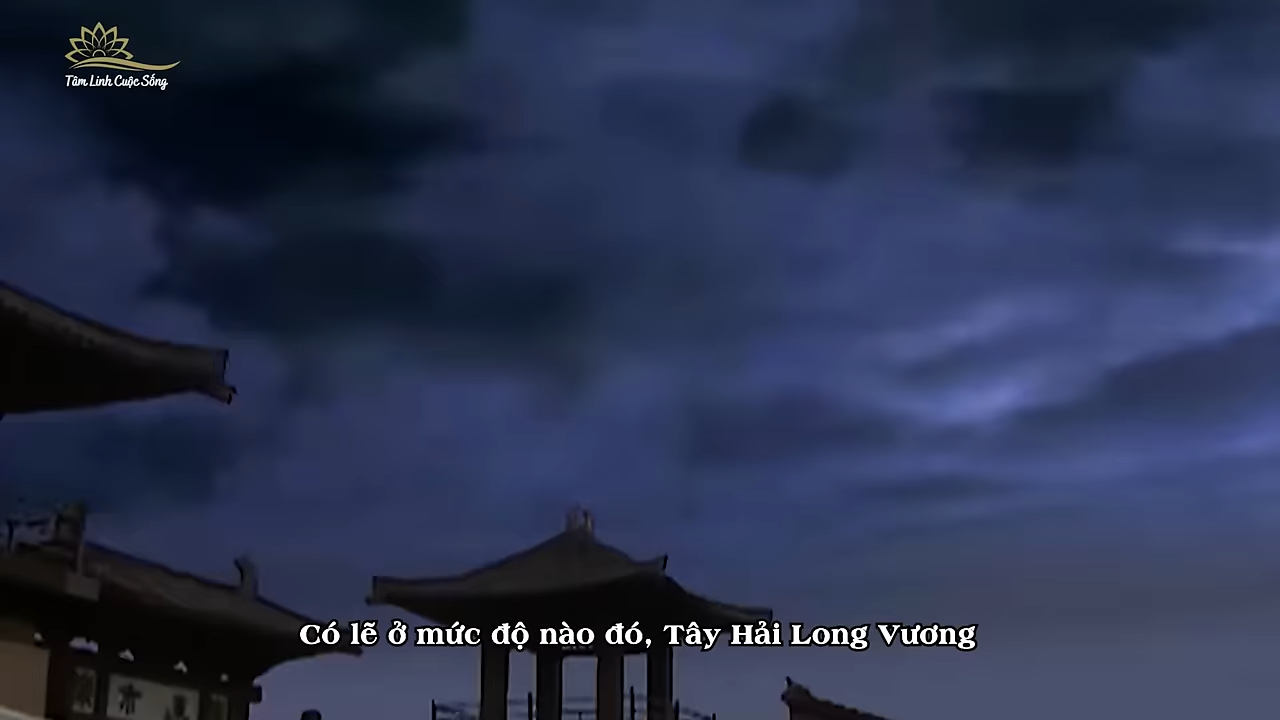 Tâm Linh Cuộc Sống
Có lẽ ở mức độ nào đó, Tây Hải Long Vương